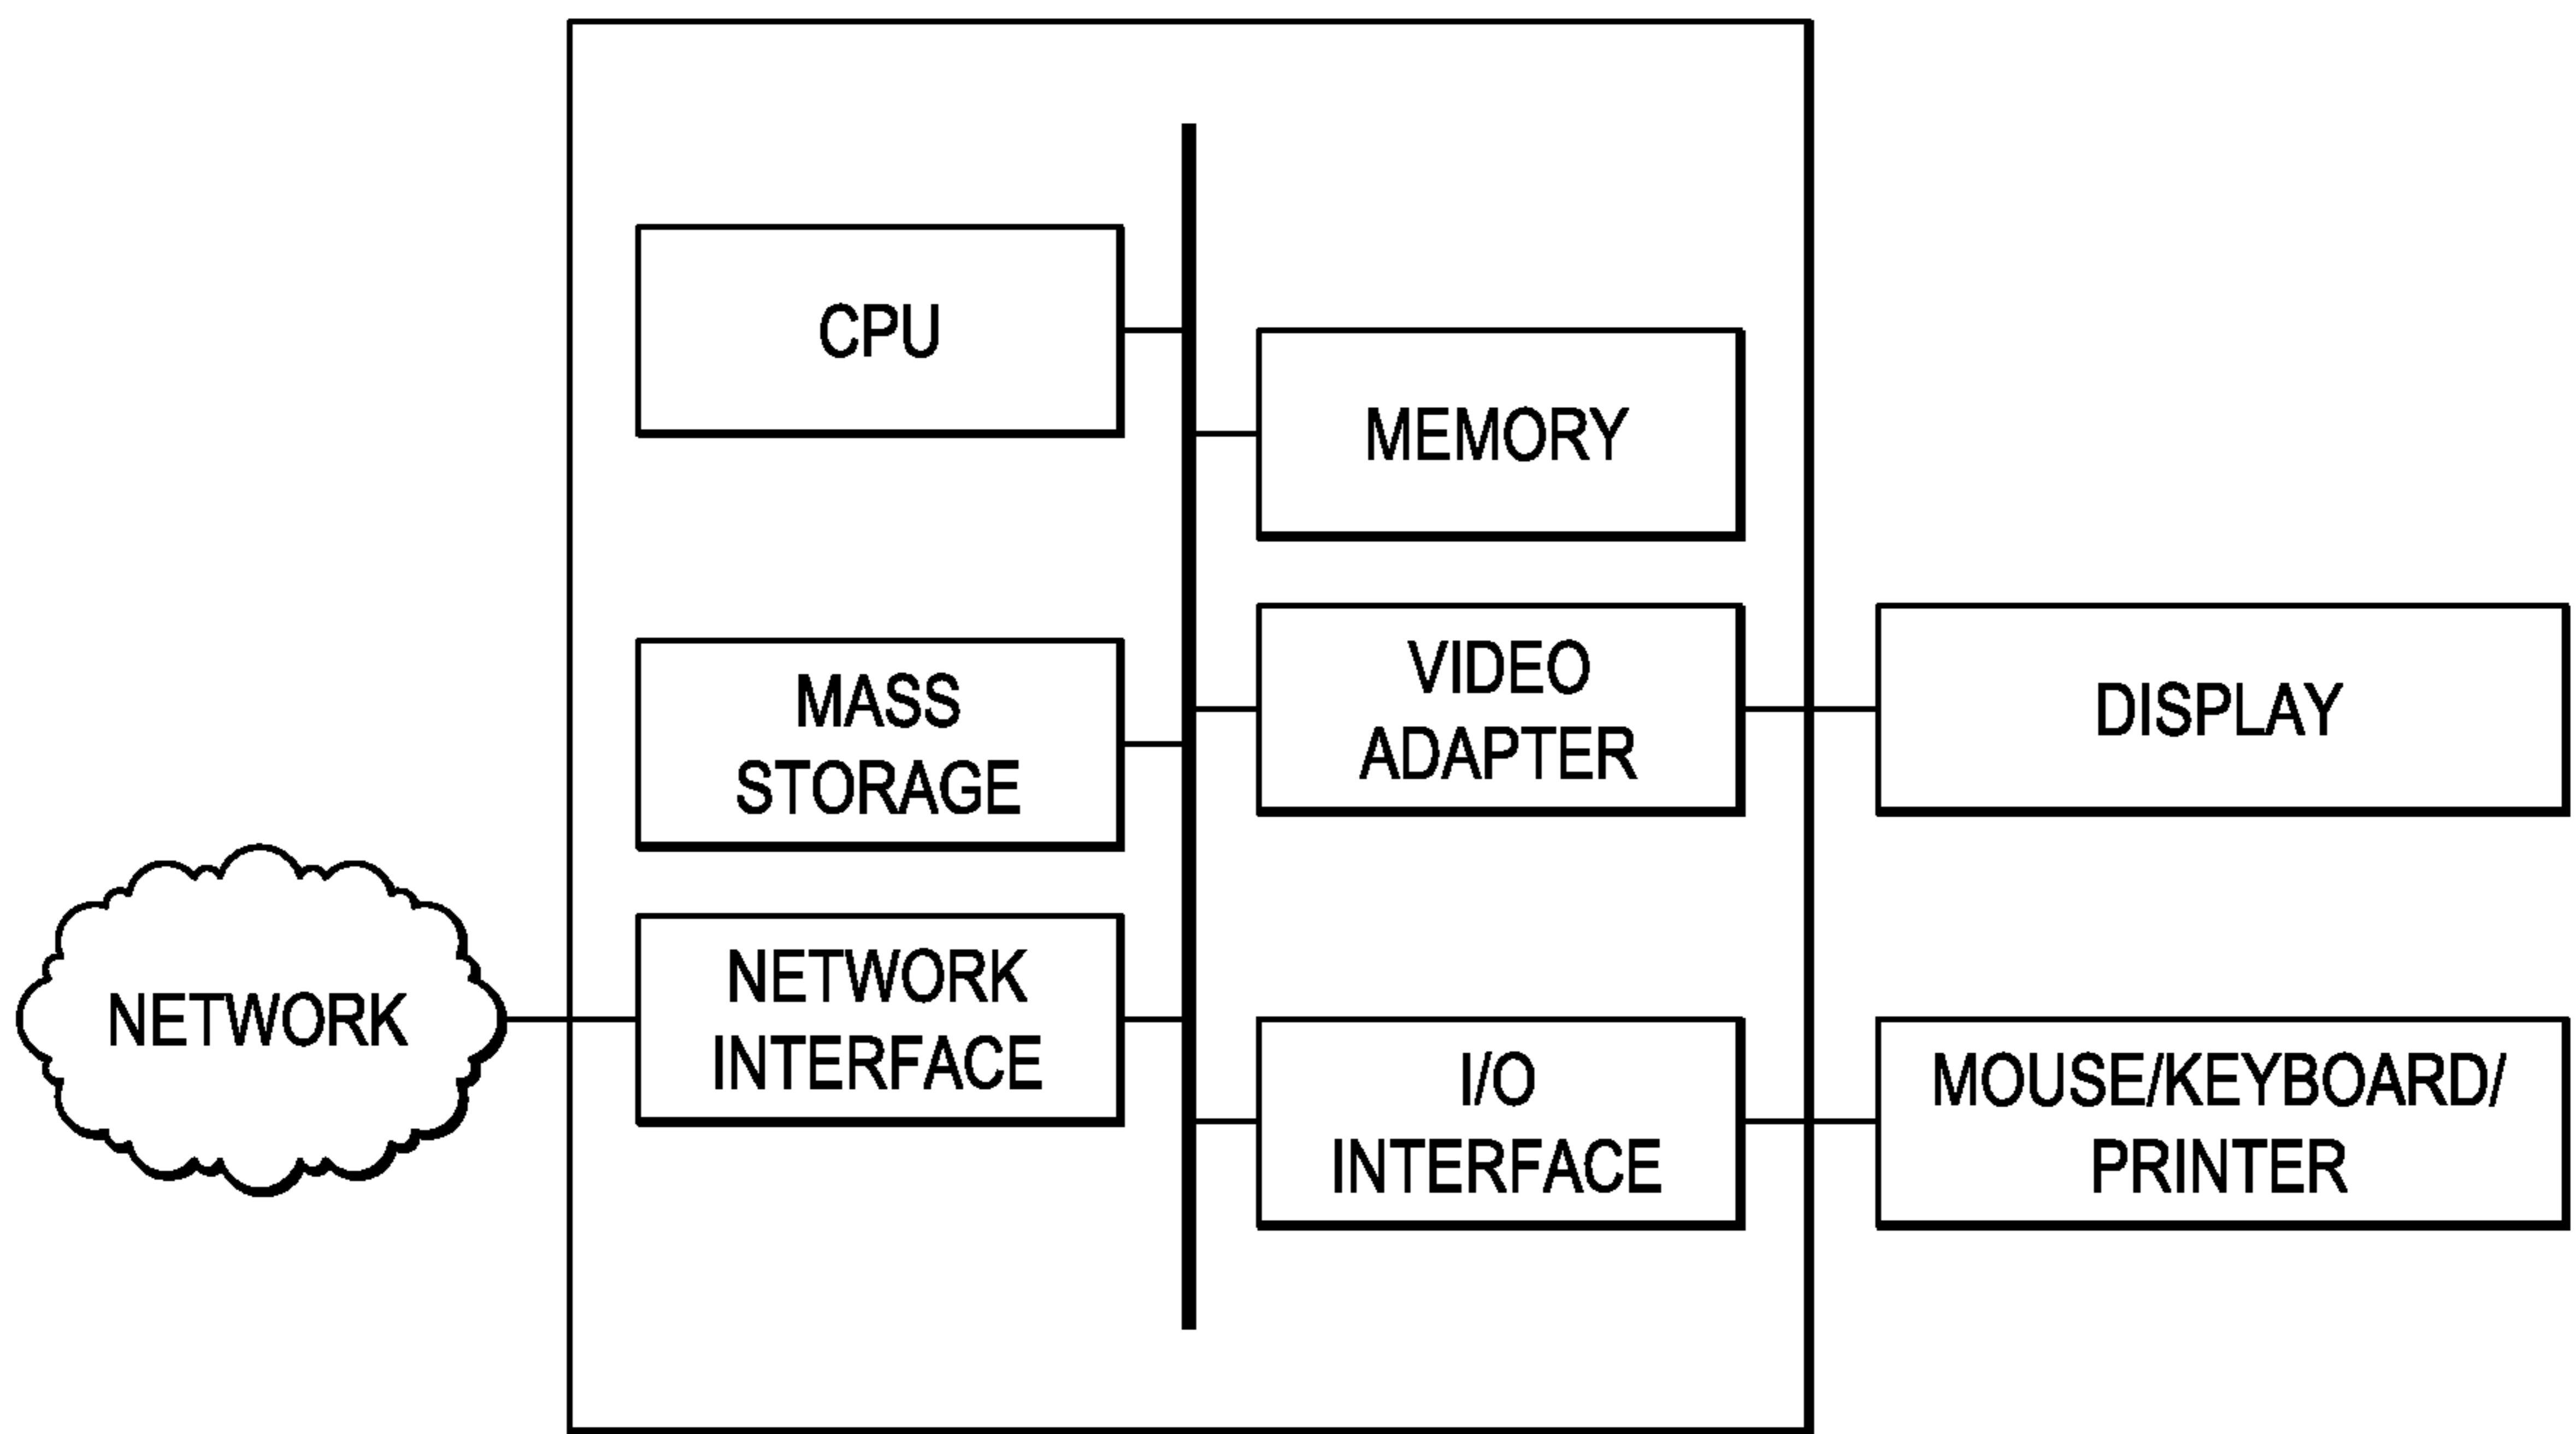 CPU
MEMORY
MASS
STORAGE
VIDEO
ADAPTER
DISPLAY
NETWORK
NETWORK
INTERFACE
I/O
INTERFACE
MOUSE/KEYBOARD/
PRINTER